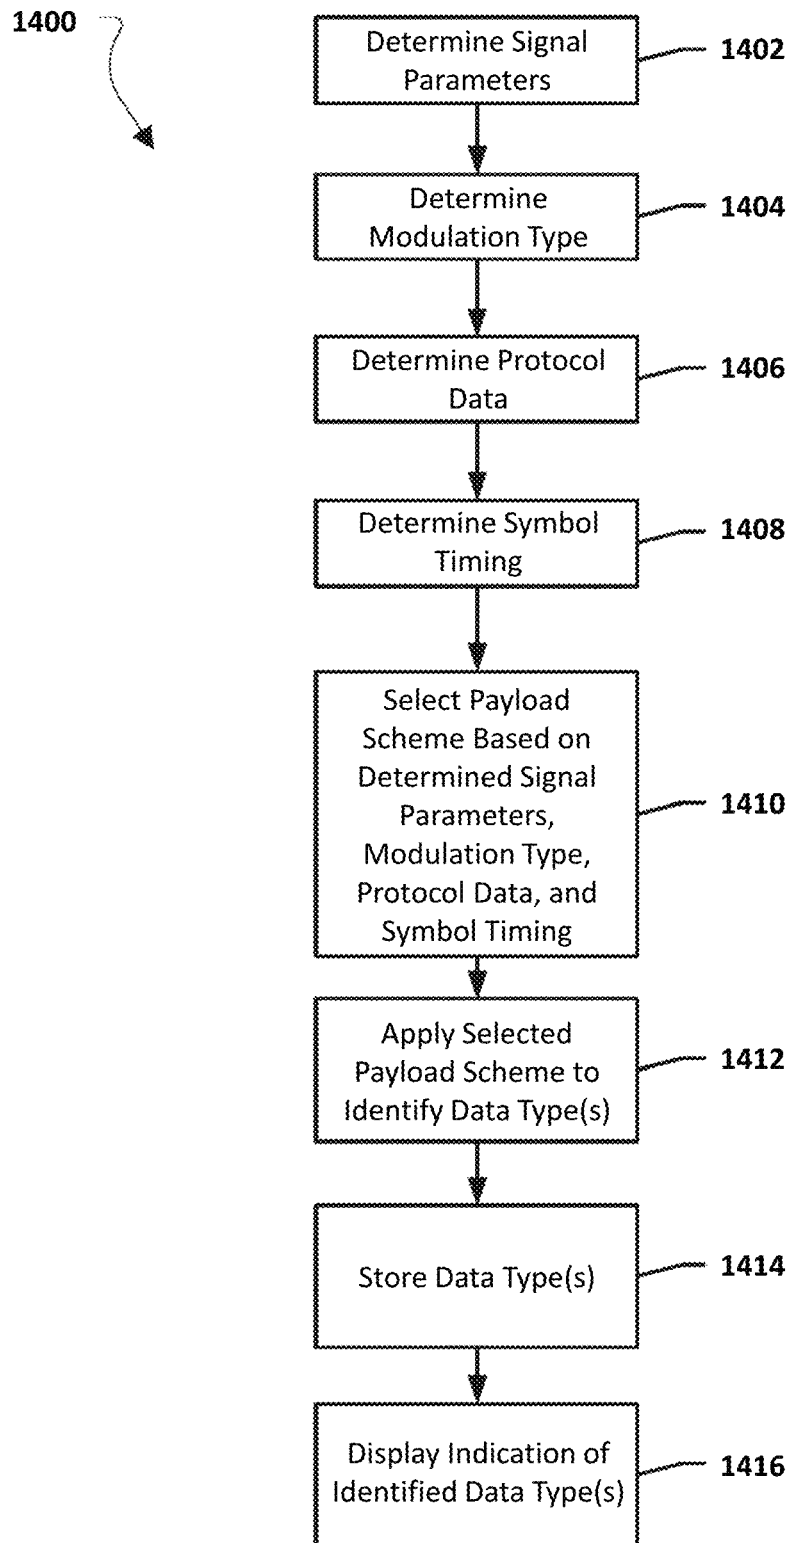 1400
Determine Signal
Parameters
1402
Determine
Modulation Type
1404
Determine Protocol
Data
1406
Determine Symbol
Timing
1408
Select Payload
Scheme Based on
Determined Signal
Parameters,
Modulation Type,
Protocol Data, and
Symbol Timing
1410
Apply Selected
Payload Scheme to
Identify Data Type(s)
1412
Store Data Type(s)
1414
Display Indication of
Identified Data Type(s)
1416